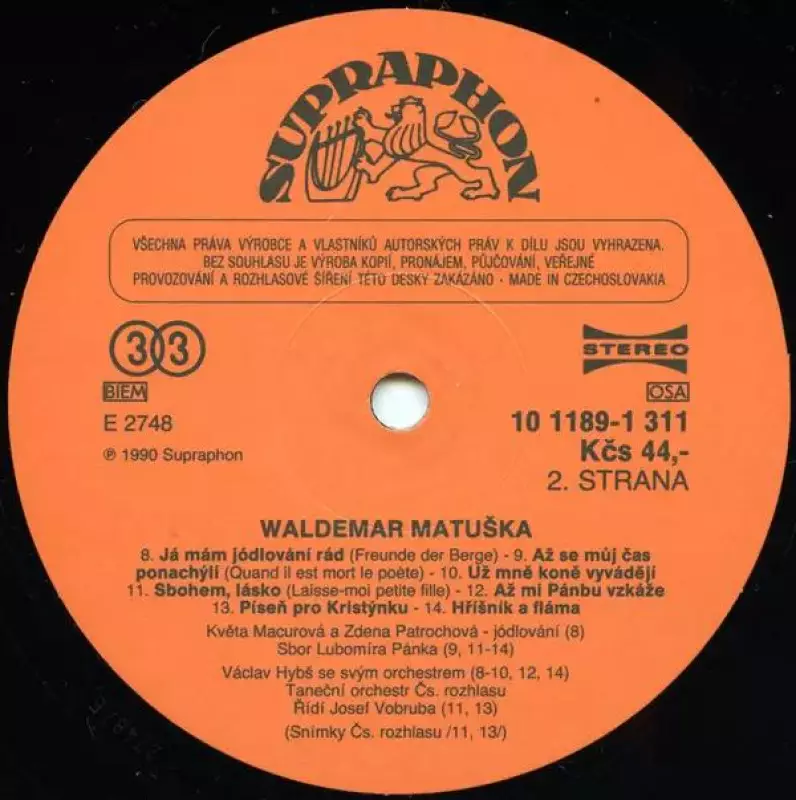 SUPRAPHON
VŠECHNA PRÁVA VÝROBCE A VLASTNÍKŮ AUTORSKÝCH PRÁV K DÍLU JSOU VYHRAZENA.
BEZ SOUHLASU JE VÝROBA KOPIÍ, PRONÁJEM, PŮJČOVÁNÍ, VEŘEJNÉ
PROVOZOVÁNÍ A ROZHLASOVÉ ŠÍŘENÍ TÉTO DESKY ZAKÁZÁNO · MADE IN CZECHOSLOVAKIA
33
STEREO
BIEM
OSA
E 2748
10 1189-1 311
Kčs 44,-
℗ 1990 Supraphon
2. STRANA
WALDEMAR MATUŠKA
8. Já mám jódlování rád (Freunde der Berge) - 9. Až se můj čas
ponachýlí (Quand il est mort le poète) - 10. Už mně koně vyvádějí
11. Sbohem, lásko (Laisse-moi petite fille) - 12. Až mi Pánbu vzkáže
13. Píseň pro Kristýnku - 14. Hříšník a fláma
Květa Macurová a Zdena Patrochová - jódlování (8)
Sbor Lubomíra Pánka (9, 11-14)
Václav Hybš se svým orchestrem (8-10, 12, 14)
Taneční orchestr Čs. rozhlasu
Řídí Josef Vobruba (11, 13)
(Snímky Čs. rozhlasu /11, 13/)